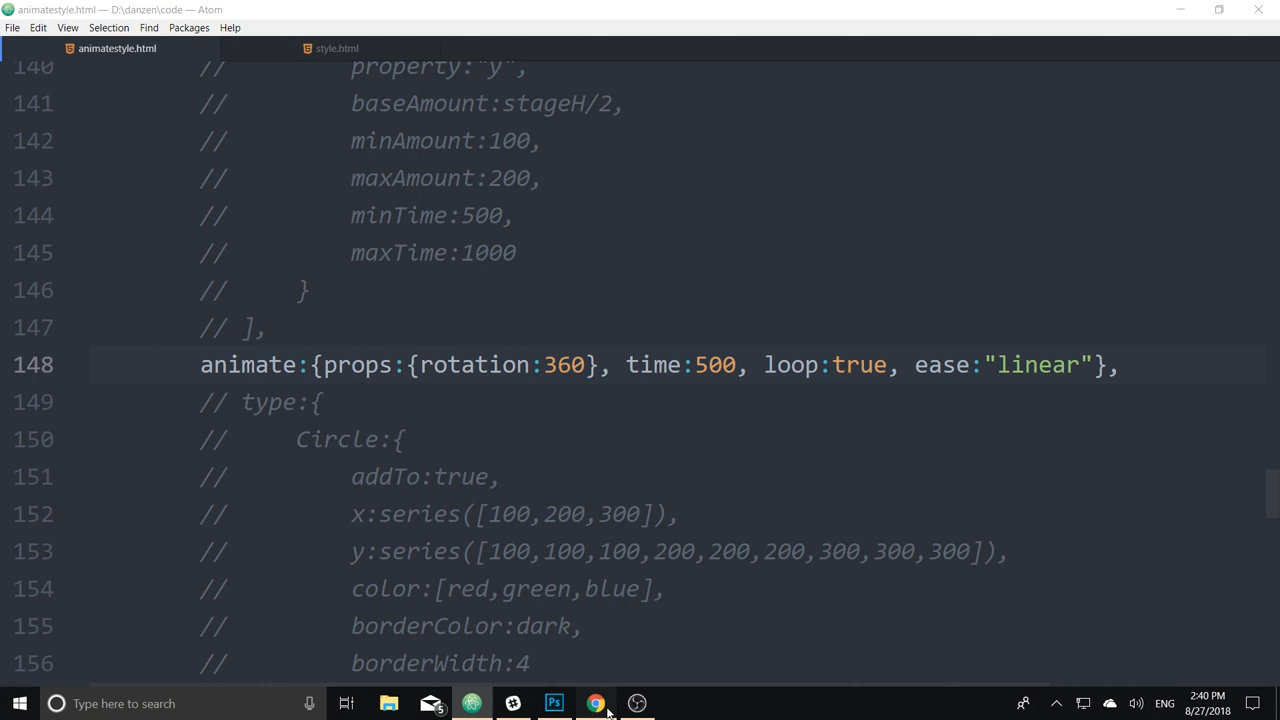 animatestyle.html — D:\danzen\code — Atom
File Edit View Selection Find Packages Help
animatestyle.html style.html
140 // property:"y",
141 // baseAmount:stageH/2,
142 // minAmount:100,
143 // maxAmount:200,
144 // minTime:500,
145 // maxTime:1000
146 // }
147 // ],
148 animate:{props:{rotation:360}, time:500, loop:true, ease:"linear"},
149 // type:{
150 // Circle:{
151 // addTo:true,
152 // x:series([100,200,300]),
153 // y:series([100,100,100,200,200,200,300,300,300]),
154 // color:[red,green,blue],
155 // borderColor:dark,
156 // borderWidth:4
Type here to search
5
Ps
ENG
2:40 PM
8/27/2018